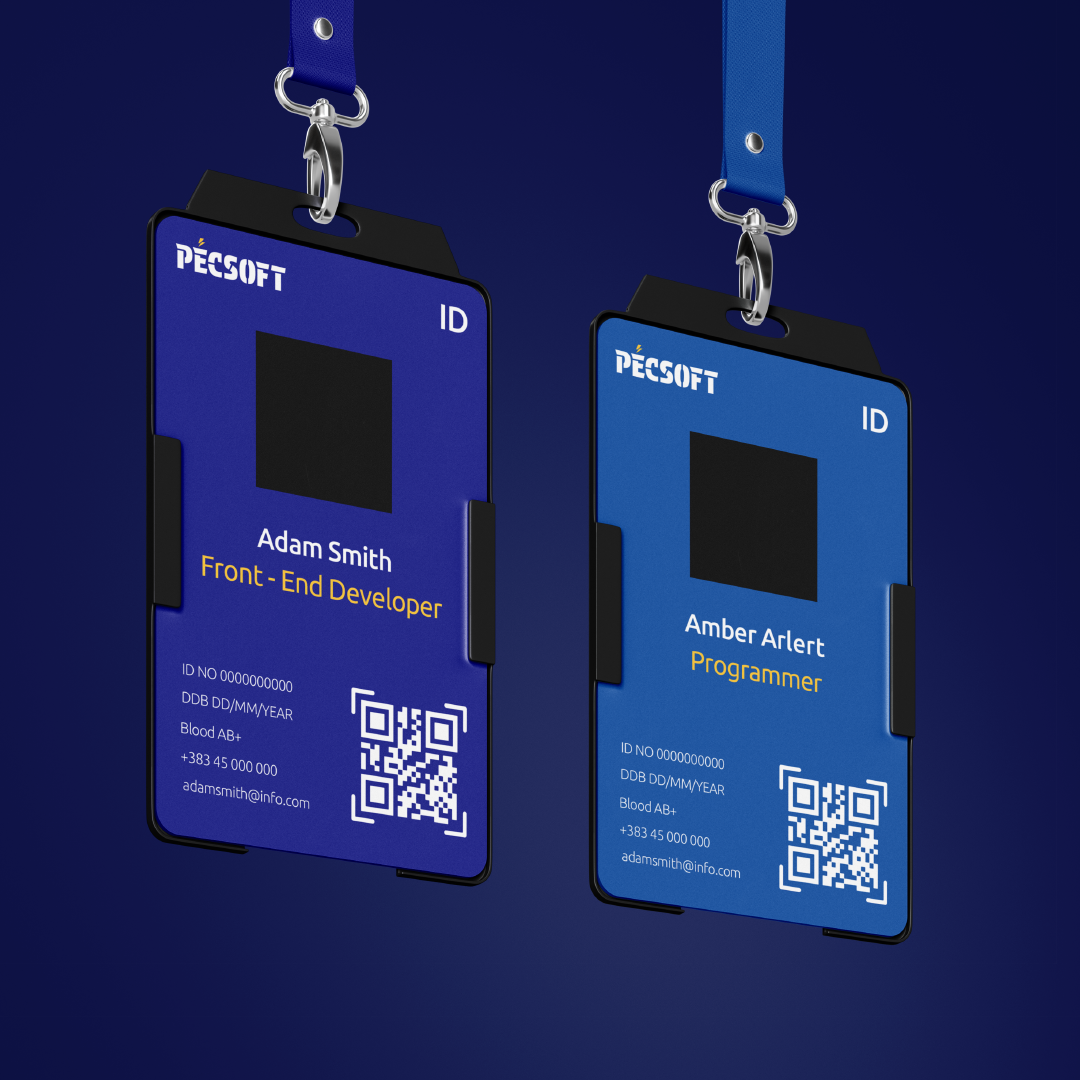 PECSOFT
ID
Adam Smith
Front - End Developer
ID NO 0000000000
DDB DD/MM/YEAR
Blood AB+
+383 45 000 000
adamsmith@info.com
PECSOFT
ID
Amber Arlert
Programmer
ID NO 0000000000
DDB DD/MM/YEAR
Blood AB+
+383 45 000 000
adamsmith@info.com